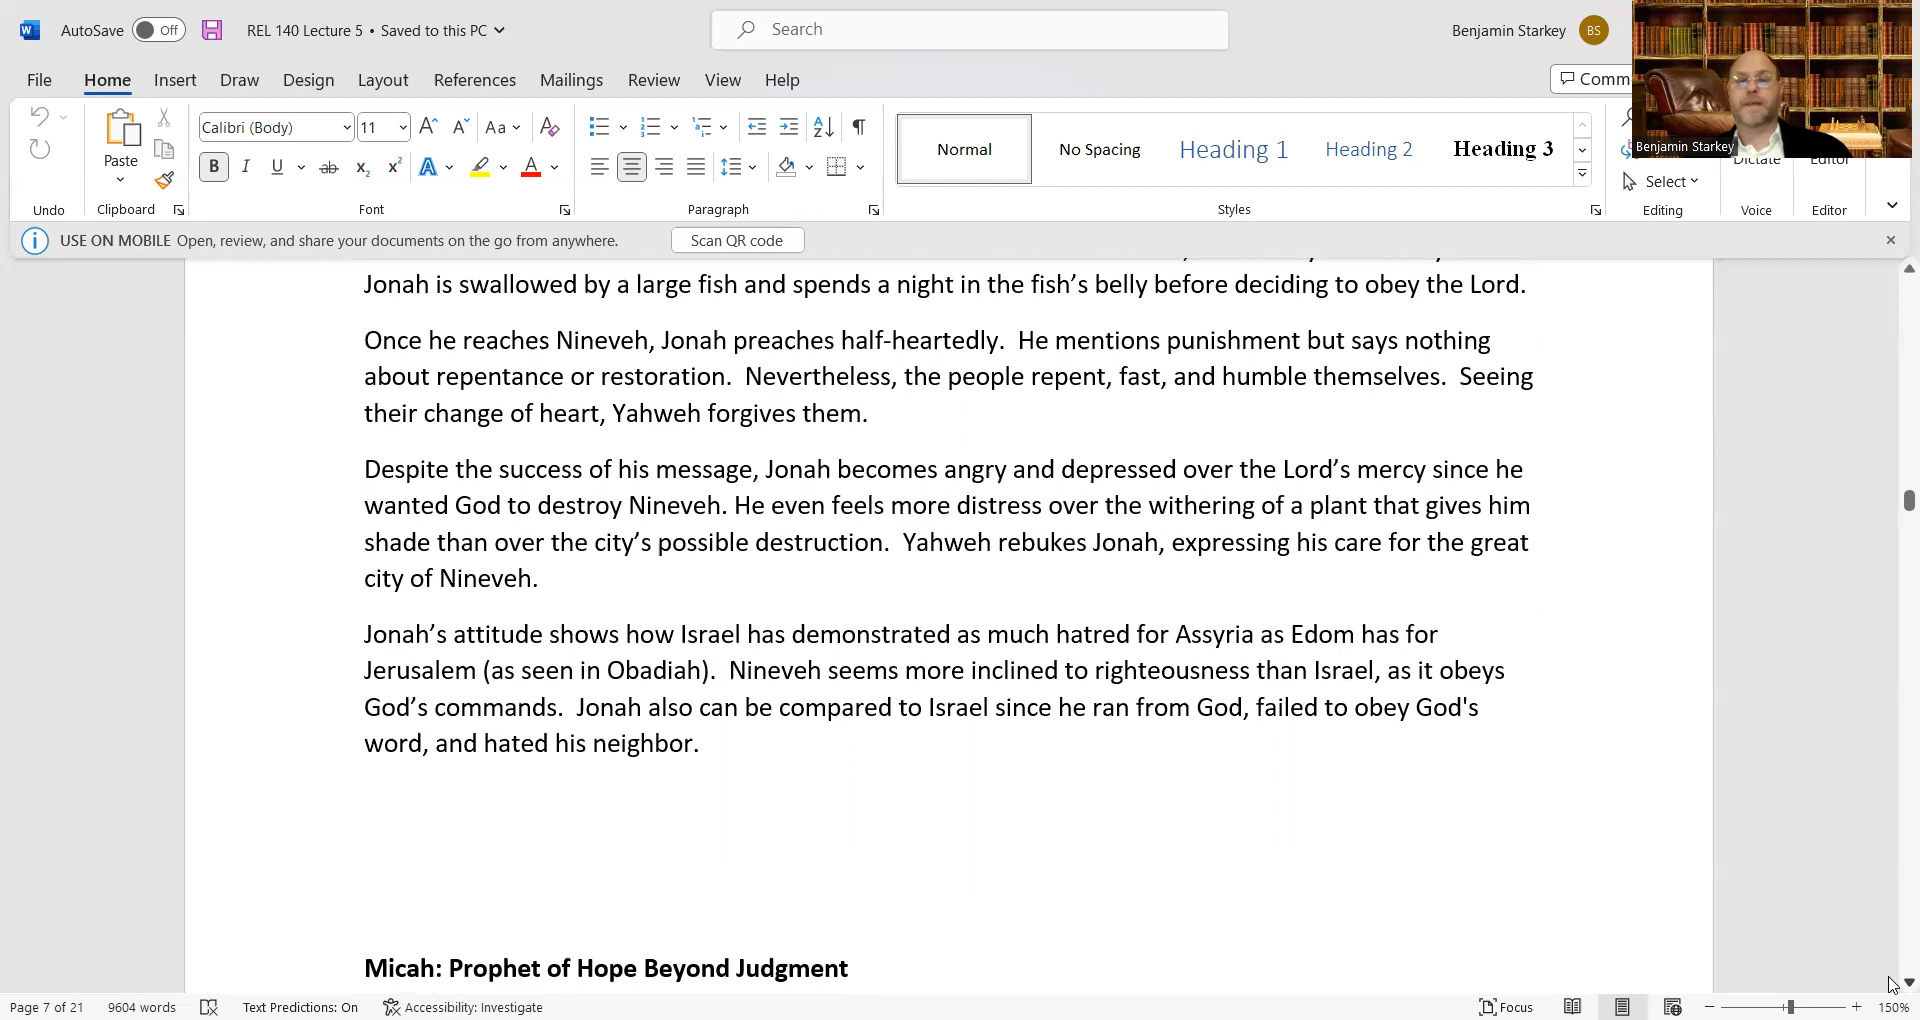 AutoSave Off REL 140 Lecture 5 • Saved to this PC Search Benjamin Starkey BS
File Home Insert Draw Design Layout References Mailings Review View Help
Calibri (Body) 11 Aa
Paste B I U ab x₂ x² A A
Normal No Spacing Heading 1 Heading 2 Heading 3
Benjamin Starkey
Dictate Editor
Select
Undo Clipboard Font Paragraph Styles Editing Voice Editor
USE ON MOBILE Open, review, and share your documents on the go from anywhere. Scan QR code
Jonah is swallowed by a large fish and spends a night in the fish’s belly before deciding to obey the Lord.
Once he reaches Nineveh, Jonah preaches half-heartedly. He mentions punishment but says nothing
about repentance or restoration. Nevertheless, the people repent, fast, and humble themselves. Seeing
their change of heart, Yahweh forgives them.
Despite the success of his message, Jonah becomes angry and depressed over the Lord’s mercy since he
wanted God to destroy Nineveh. He even feels more distress over the withering of a plant that gives him
shade than over the city’s possible destruction. Yahweh rebukes Jonah, expressing his care for the great
city of Nineveh.
Jonah’s attitude shows how Israel has demonstrated as much hatred for Assyria as Edom has for
Jerusalem (as seen in Obadiah). Nineveh seems more inclined to righteousness than Israel, as it obeys
God’s commands. Jonah also can be compared to Israel since he ran from God, failed to obey God's
word, and hated his neighbor.
Micah: Prophet of Hope Beyond Judgment
Page 7 of 21 9604 words Text Predictions: On Accessibility: Investigate Focus 150%